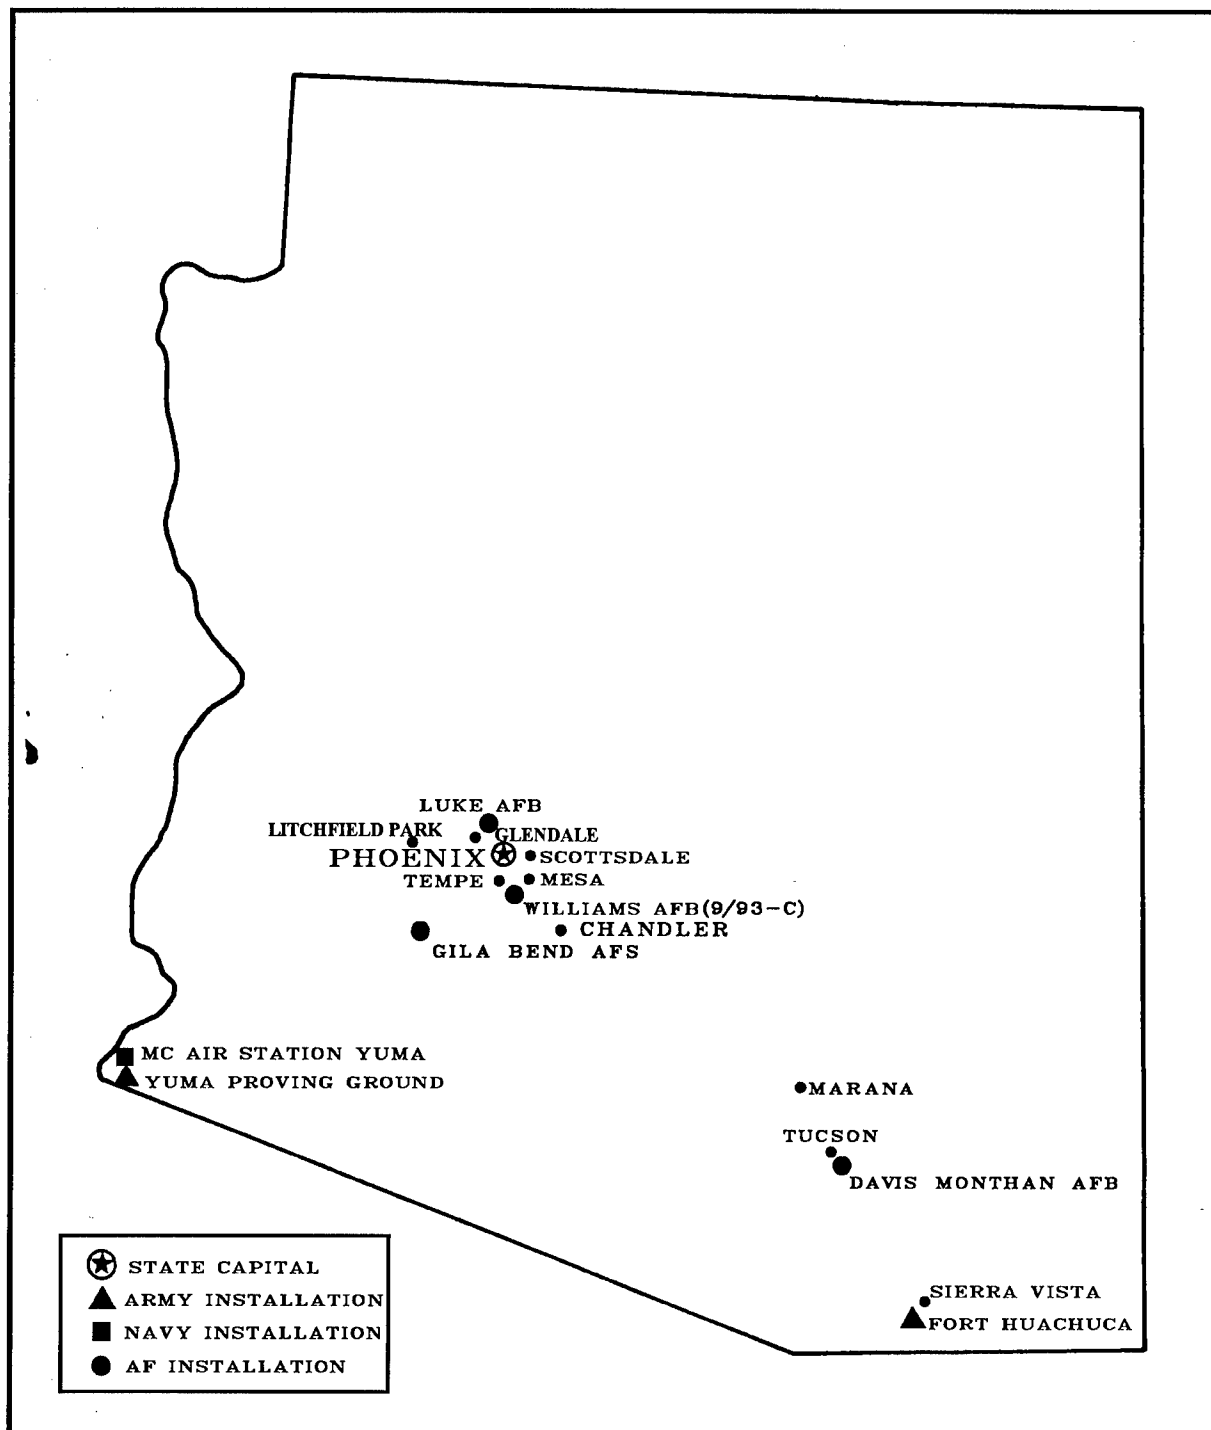 LUKE AFB
LITCHFIELD PARK
GLENDALE
PHOENIX
SCOTTSDALE
TEMPE
MESA
WILLIAMS AFB(9/93-C)
CHANDLER
GILA BEND AFS
MC AIR STATION YUMA
YUMA PROVING GROUND
MARANA
TUCSON
DAVIS MONTHAN AFB
STATE CAPITAL
ARMY INSTALLATION
NAVY INSTALLATION
AF INSTALLATION
SIERRA VISTA
FORT HUACHUCA